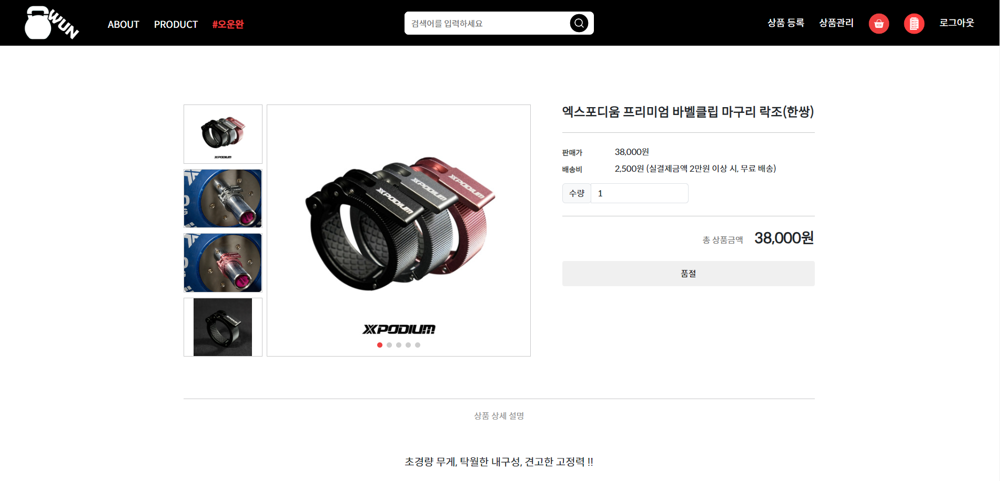 WUN
ABOUT
PRODUCT
#오운완
검색어를 입력하세요
상품 등록
상품관리
로그아웃
XPODIUM
엑스포디움 프리미엄 바벨클립 마구리 락조(한쌍)
판매가 38,000원
배송비 2,500원 (실결제금액 2만원 이상 시, 무료 배송)
수량 1
총 상품금액 38,000원
품절
XPODIUM
XPODIUM
XPODIUM
XPODIUM
상품 상세 설명
초경량 무게, 탁월한 내구성, 견고한 고정력 !!